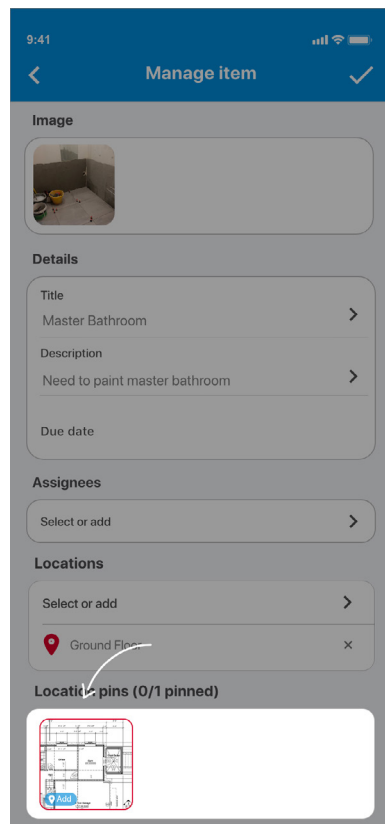 9:41
Manage item
Image
Details
Title
Master Bathroom
Description
Need to paint master bathroom
Due date
Assignees
Select or add
Locations
Select or add
Ground Floor
Location pins (0/1 pinned)
Add